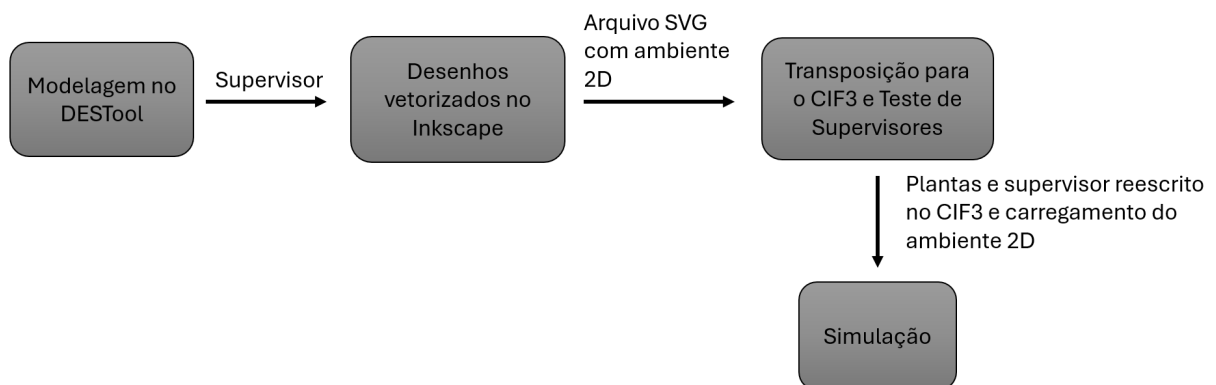 Modelagem no
DESTool
Supervisor
Desenhos
vetorizados no
Inkscape
Arquivo SVG
com ambiente
2D
Transposição para
o CIF3 e Teste de
Supervisores
Plantas e supervisor reescrito
no CIF3 e carregamento do
ambiente 2D
Simulação